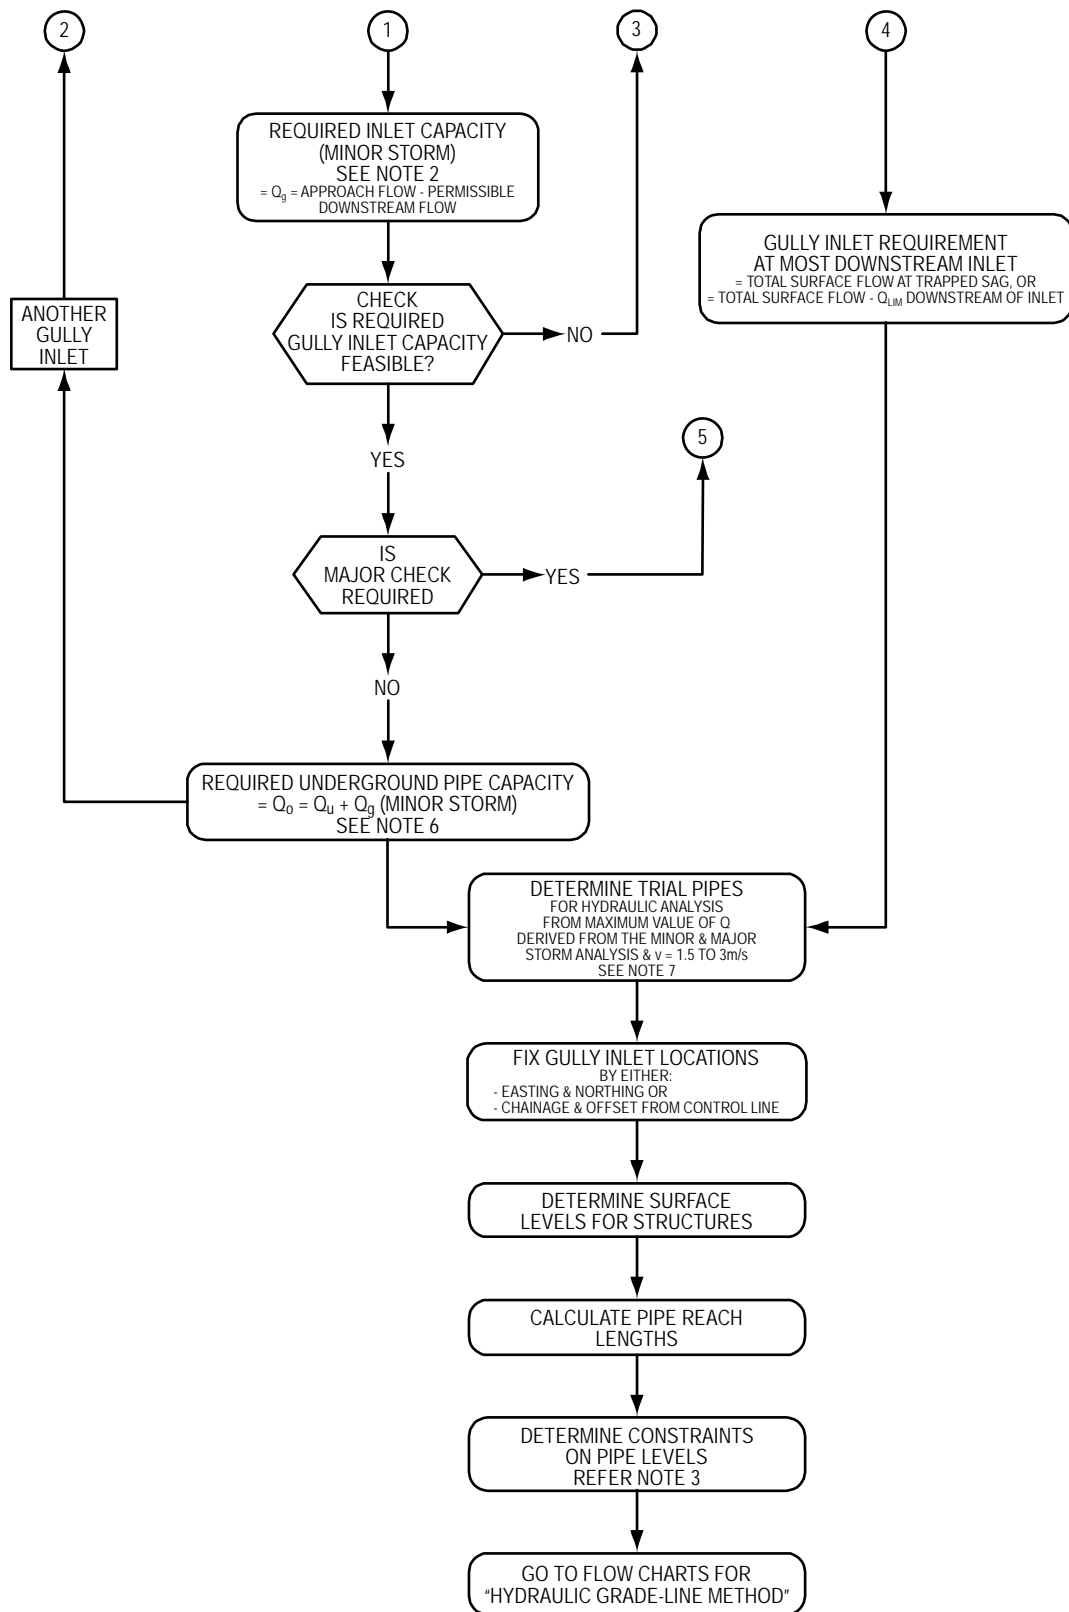 2
1
3
4
REQUIRED INLET CAPACITY
(MINOR STORM)
SEE NOTE 2
= Qg = APPROACH FLOW - PERMISSIBLE
DOWNSTREAM FLOW
GULLY INLET REQUIREMENT
AT MOST DOWNSTREAM INLET
= TOTAL SURFACE FLOW AT TRAPPED SAG, OR
= TOTAL SURFACE FLOW - QLIM DOWNSTREAM OF INLET
ANOTHER
GULLY
INLET
CHECK
IS REQUIRED
GULLY INLET CAPACITY
FEASIBLE?
NO
5
YES
IS
MAJOR CHECK
REQUIRED
YES
NO
REQUIRED UNDERGROUND PIPE CAPACITY
= Qo = Qu + Qg (MINOR STORM)
SEE NOTE 6
DETERMINE TRIAL PIPES
FOR HYDRAULIC ANALYSIS
FROM MAXIMUM VALUE OF Q
DERIVED FROM THE MINOR & MAJOR
STORM ANALYSIS & v = 1.5 TO 3m/s
SEE NOTE 7
FIX GULLY INLET LOCATIONS
BY EITHER:
- EASTING & NORTHING OR
- CHAINAGE & OFFSET FROM CONTROL LINE
DETERMINE SURFACE
LEVELS FOR STRUCTURES
CALCULATE PIPE REACH
LENGTHS
DETERMINE CONSTRAINTS
ON PIPE LEVELS
REFER NOTE 3
GO TO FLOW CHARTS FOR
"HYDRAULIC GRADE-LINE METHOD"